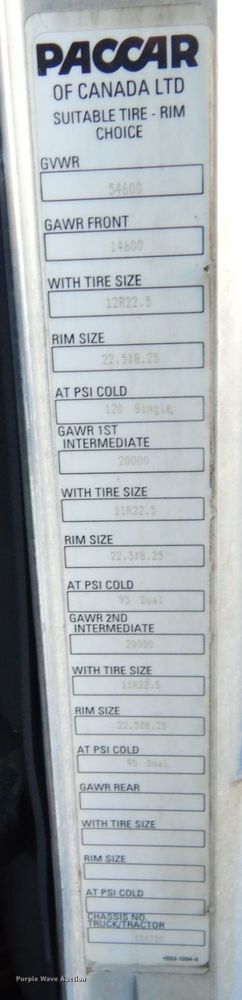 PACCAR
OF CANADA LTD
SUITABLE TIRE - RIM
CHOICE
GVWR
54600
GAWR FRONT
14600
WITH TIRE SIZE
12R22.5
RIM SIZE
22.5X8.25
AT PSI COLD
120 Single
GAWR 1ST
INTERMEDIATE
20000
WITH TIRE SIZE
11R22.5
RIM SIZE
22.5X8.25
AT PSI COLD
95 Dual
GAWR 2ND
INTERMEDIATE
20000
WITH TIRE SIZE
11R22.5
RIM SIZE
22.5X8.25
AT PSI COLD
95 Dual
GAWR REAR
WITH TIRE SIZE
RIM SIZE
AT PSI COLD
CHASSIS NO.
TRUCK/TRACTOR
Purple Wave Auction